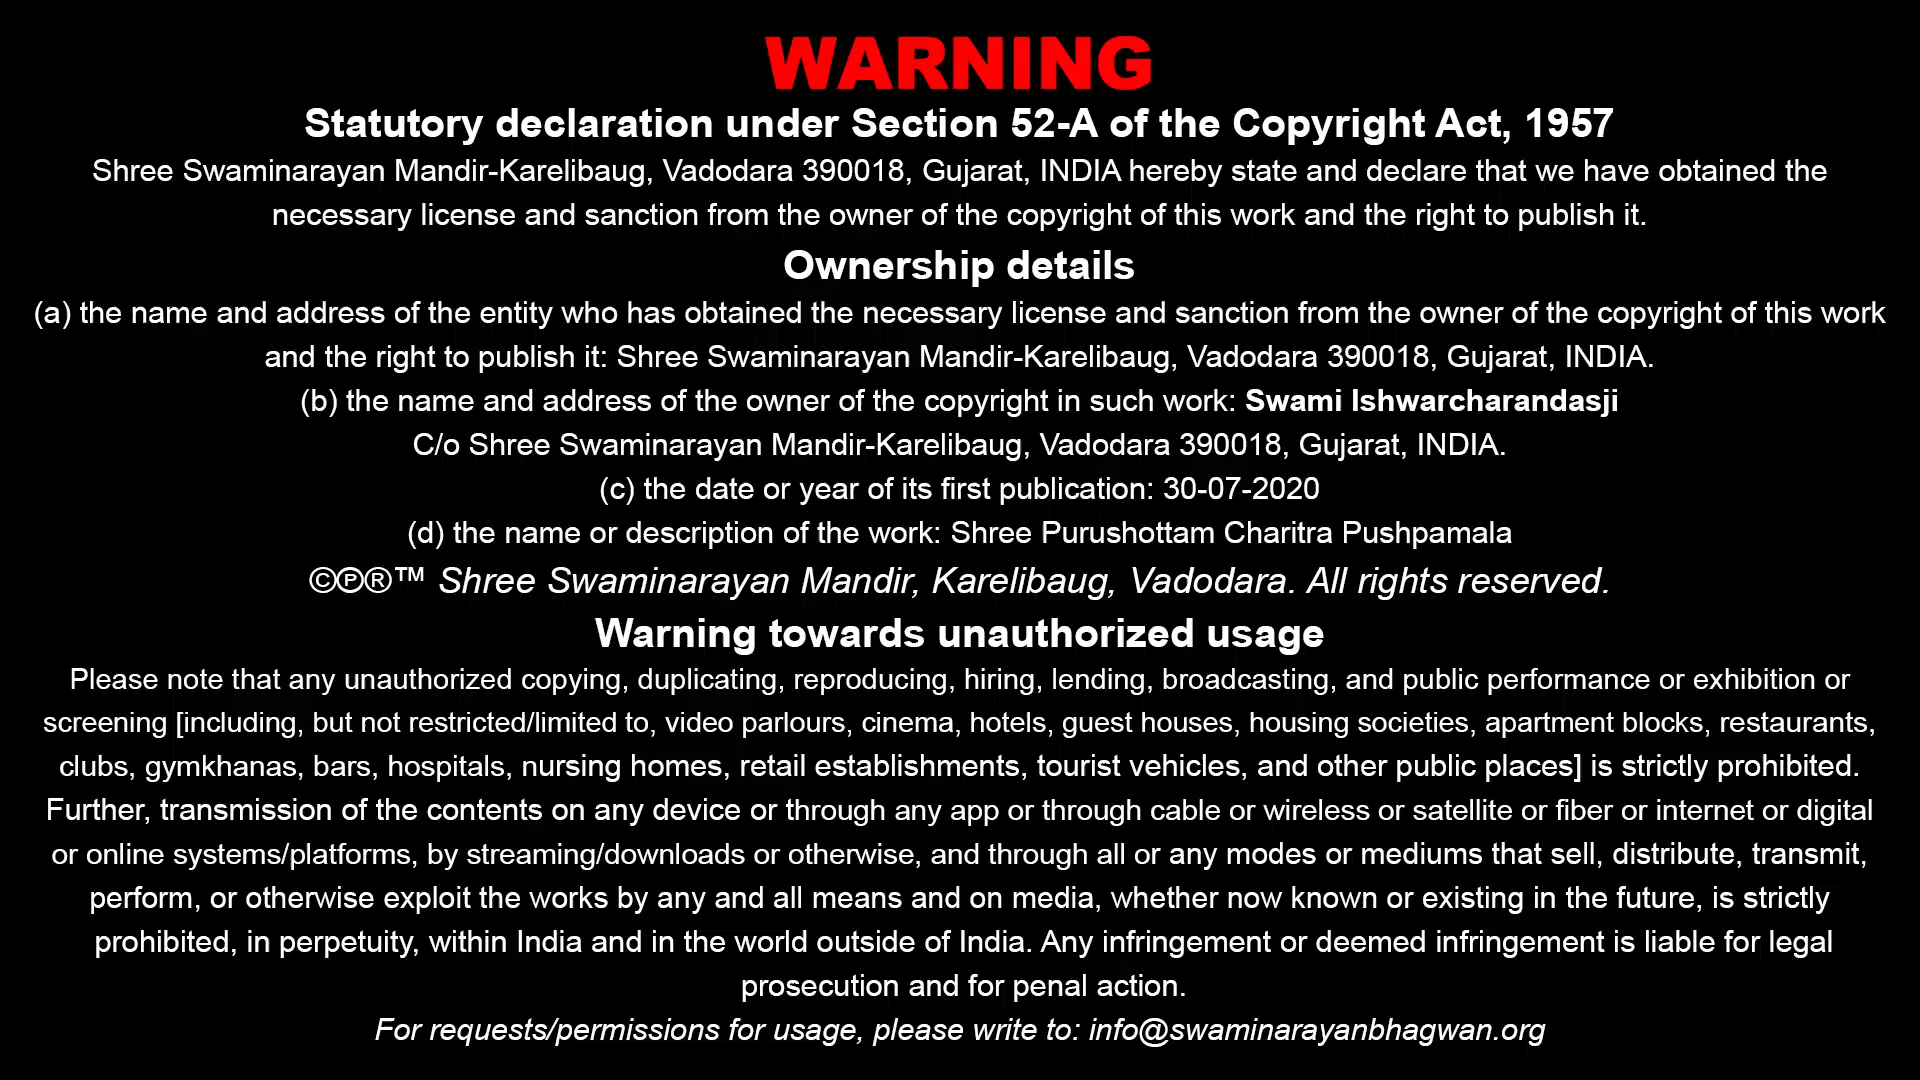 WARNING
Statutory declaration under Section 52-A of the Copyright Act, 1957
Shree Swaminarayan Mandir-Karelibaug, Vadodara 390018, Gujarat, INDIA hereby state and declare that we have obtained the
necessary license and sanction from the owner of the copyright of this work and the right to publish it.
Ownership details
(a) the name and address of the entity who has obtained the necessary license and sanction from the owner of the copyright of this work
and the right to publish it: Shree Swaminarayan Mandir-Karelibaug, Vadodara 390018, Gujarat, INDIA.
(b) the name and address of the owner of the copyright in such work: Swami Ishwarcharandasji
C/o Shree Swaminarayan Mandir-Karelibaug, Vadodara 390018, Gujarat, INDIA.
(c) the date or year of its first publication: 30-07-2020
(d) the name or description of the work: Shree Purushottam Charitra Pushpamala
©℗®™ Shree Swaminarayan Mandir, Karelibaug, Vadodara. All rights reserved.
Warning towards unauthorized usage
Please note that any unauthorized copying, duplicating, reproducing, hiring, lending, broadcasting, and public performance or exhibition or
screening [including, but not restricted/limited to, video parlours, cinema, hotels, guest houses, housing societies, apartment blocks, restaurants,
clubs, gymkhanas, bars, hospitals, nursing homes, retail establishments, tourist vehicles, and other public places] is strictly prohibited.
Further, transmission of the contents on any device or through any app or through cable or wireless or satellite or fiber or internet or digital
or online systems/platforms, by streaming/downloads or otherwise, and through all or any modes or mediums that sell, distribute, transmit,
perform, or otherwise exploit the works by any and all means and on media, whether now known or existing in the future, is strictly
prohibited, in perpetuity, within India and in the world outside of India. Any infringement or deemed infringement is liable for legal
prosecution and for penal action.
For requests/permissions for usage, please write to: info@swaminarayanbhagwan.org